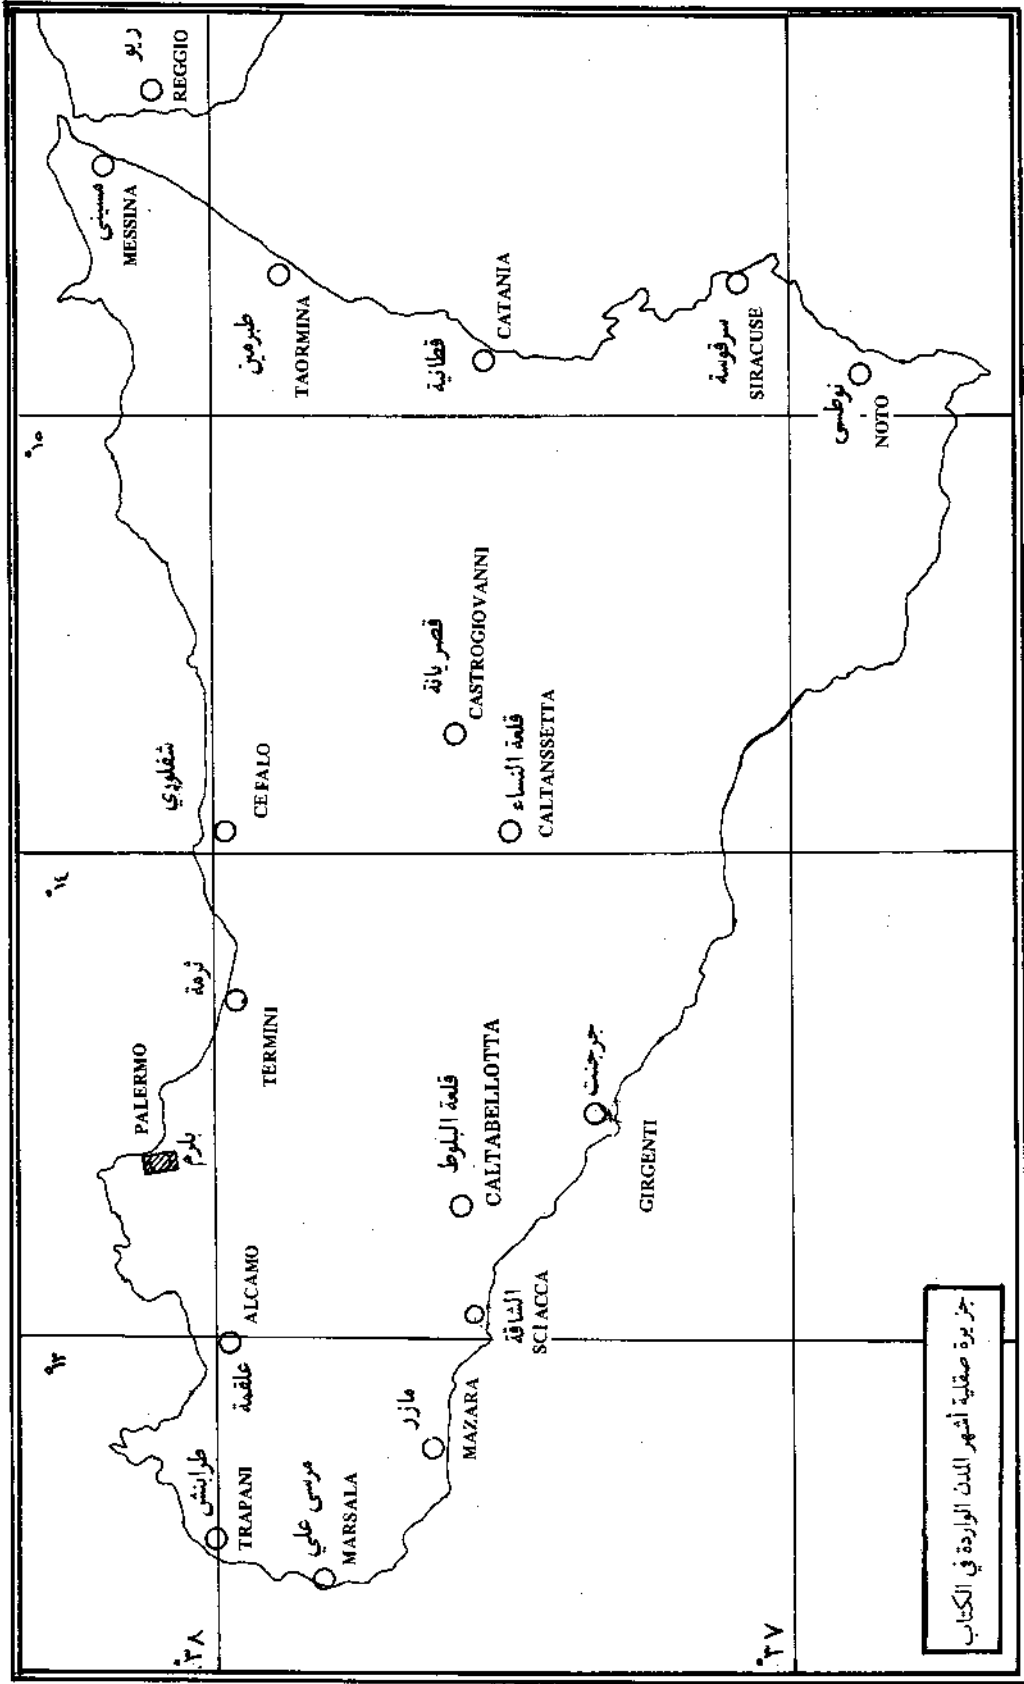 ريو
REGGIO
مسيني
MESSINA
طبرمين
TAORMINA
قطانية
CATANIA
سرقوسة
SIRACUSE
نوطس
NOTO
°١٥
قصريانة
CASTROGIOVANNI
قلعة النساء
CALTANSSETTA
شفلودي
CEFALO
°١٤
ثرمة
TERMINI
PALERMO
بلرم
قلعة البلوط
CALTABELLOTTA
جرجنت
GIRGENTI
ALCAMO
علقمة
الشاقة
SCIACCA
°١٣
مازر
MAZARA
طرابنش
TRAPANI
مرسى علي
MARSALA
°٣٨
°٣٧
جزيرة صقلية أشهر المدن الواردة في الكتاب